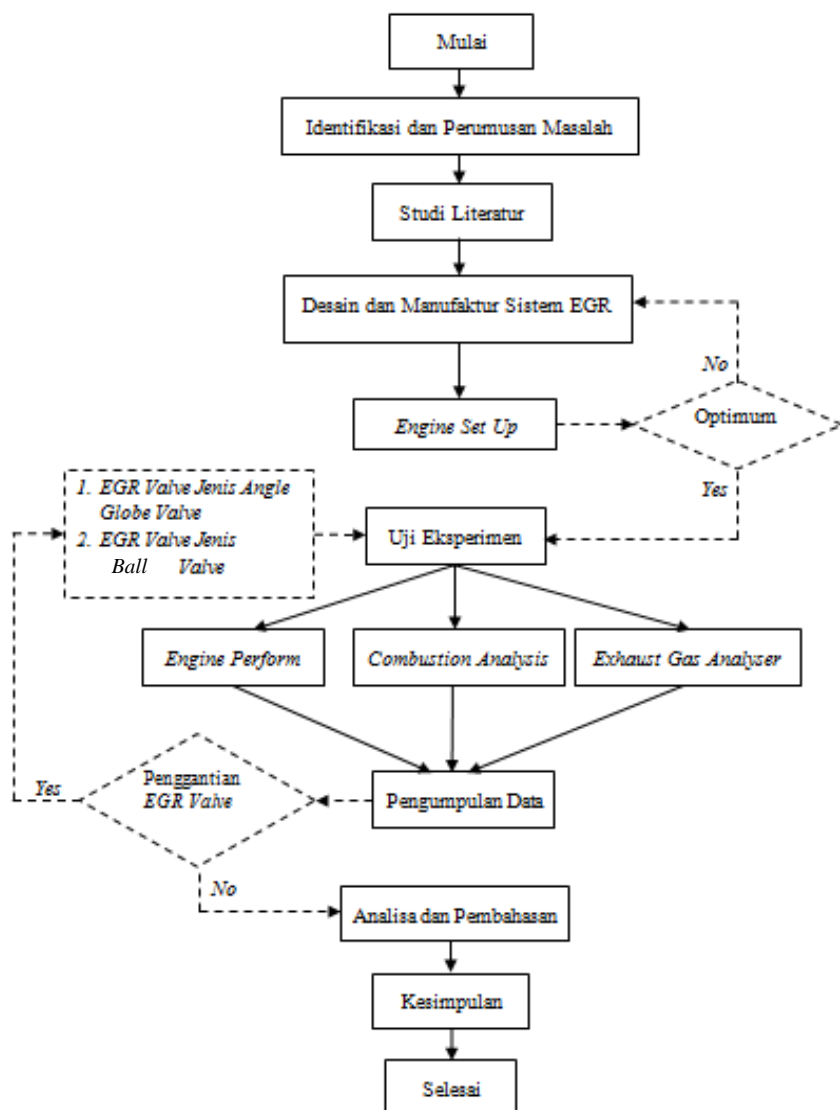 Mulai
Identifikasi dan Perumusan Masalah
Studi Literatur
Desain dan Manufaktur Sistem EGR
No
Engine Set Up
Optimum
Yes
1. EGR Valve Jenis Angle
Globe Valve
2. EGR Valve Jenis
Ball Valve
Uji Eksperimen
Engine Perform
Combustion Analysis
Exhaust Gas Analyser
Penggantian
EGR Valve
Yes
Pengumpulan Data
No
Analisa dan Pembahasan
Kesimpulan
Selesai